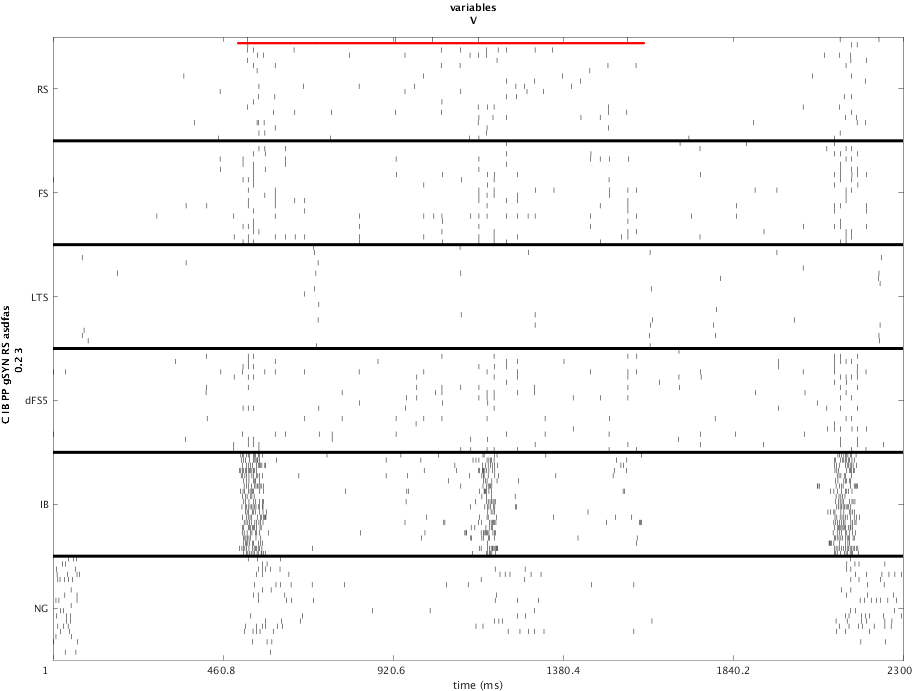 variables
V
RS
FS
LTS
dFS5
IB
NG
C IB PP gSYN RS asdfas
0.2 3
1
460.8
920.6
1380.4
1840.2
2300
time (ms)